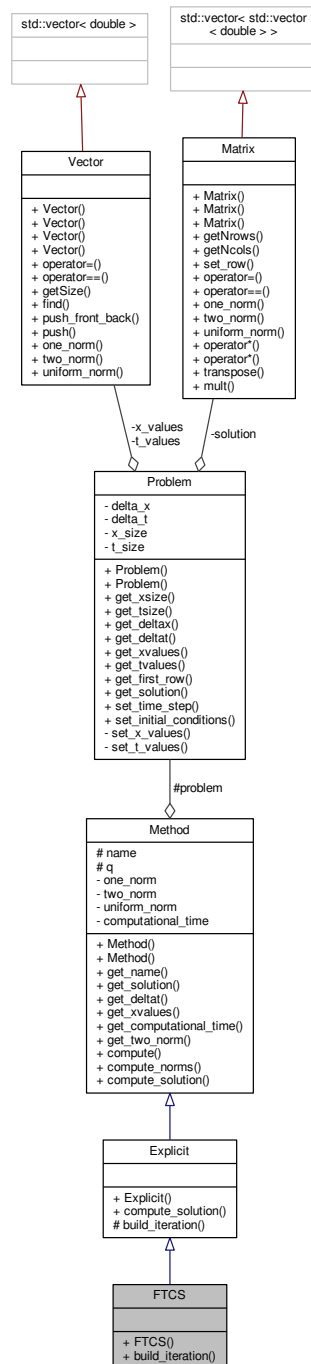 std::vector< double >
std::vector< std::vector
< double > >
Vector
+ Vector()
+ Vector()
+ Vector()
+ Vector()
+ operator=()
+ operator==()
+ getSize()
+ find()
+ push_front_back()
+ push()
+ one_norm()
+ two_norm()
+ uniform_norm()
Matrix
+ Matrix()
+ Matrix()
+ Matrix()
+ getNrows()
+ getNcols()
+ set_row()
+ operator=()
+ operator==()
+ one_norm()
+ two_norm()
+ uniform_norm()
+ operator*()
+ operator*()
+ transpose()
+ mult()
-x_values
-t_values
-solution
Problem
- delta_x
- delta_t
- x_size
- t_size
+ Problem()
+ Problem()
+ get_xsize()
+ get_tsize()
+ get_deltax()
+ get_deltat()
+ get_xvalues()
+ get_tvalues()
+ get_first_row()
+ get_solution()
+ set_time_step()
+ set_initial_conditions()
- set_x_values()
- set_t_values()
#problem
Method
# name
# q
- one_norm
- two_norm
- uniform_norm
- computational_time
+ Method()
+ Method()
+ get_name()
+ get_solution()
+ get_deltat()
+ get_xvalues()
+ get_computational_time()
+ get_two_norm()
+ compute()
+ compute_norms()
+ compute_solution()
Explicit
+ Explicit()
+ compute_solution()
# build_iteration()
FTCS
+ FTCS()
+ build_iteration()